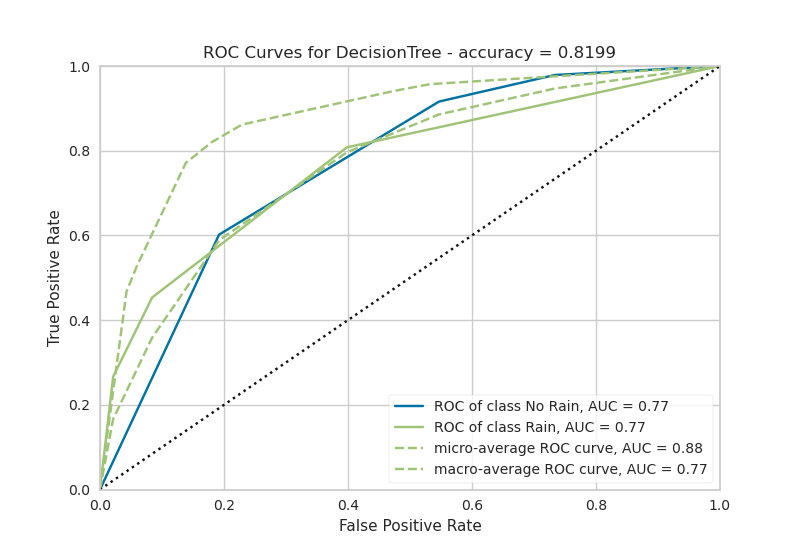 ROC Curves for DecisionTree - accuracy = 0.8199
1.0
0.8
0.6
0.4
0.2
0.0
True Positive Rate
ROC of class No Rain, AUC = 0.77
ROC of class Rain, AUC = 0.77
micro-average ROC curve, AUC = 0.88
macro-average ROC curve, AUC = 0.77
0.0 0.2 0.4 0.6 0.8 1.0
False Positive Rate